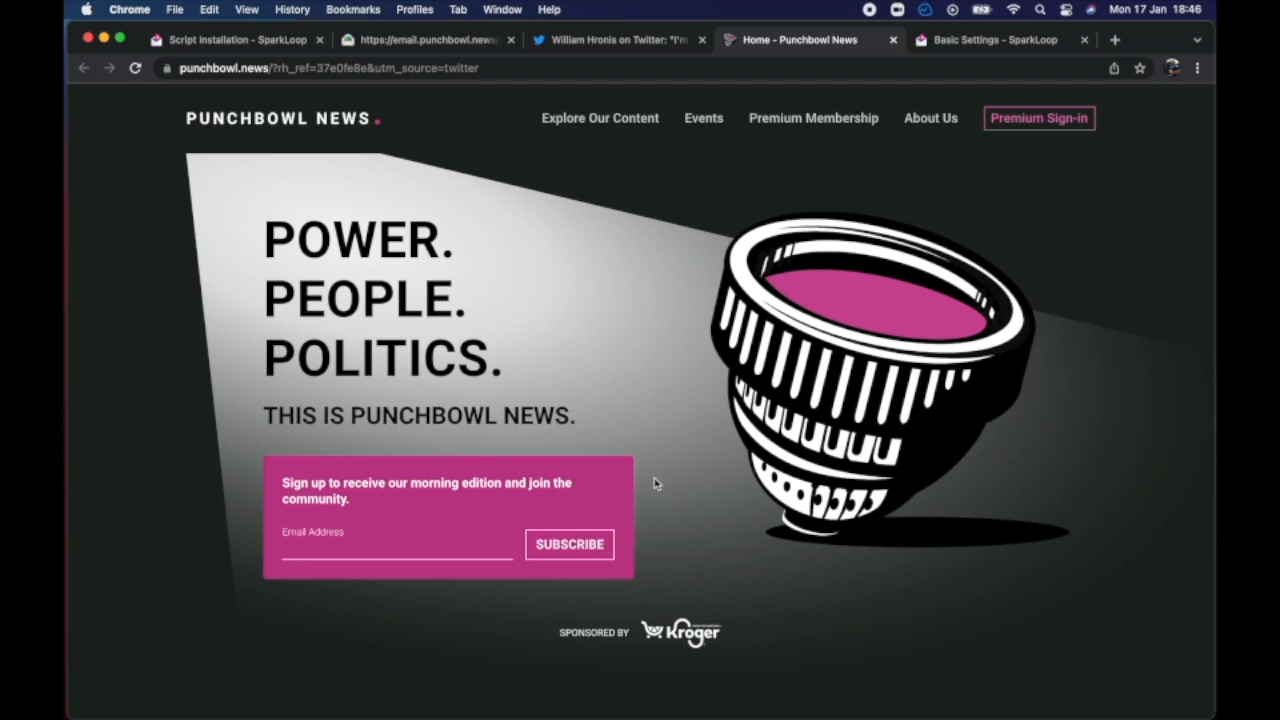 Chrome File Edit View History Bookmarks Profiles Tab Window Help Mon 17 Jan 18:46
Script Installation - SparkLoop https://email.punchbowl.news/ William Hronis on Twitter: "I'm Home - Punchbowl News Basic Settings - SparkLoop
punchbowl.news/?rh_ref=37e0fe8e&utm_source=twitter
PUNCHBOWL NEWS. Explore Our Content Events Premium Membership About Us Premium Sign-in
POWER.
PEOPLE.
POLITICS.
THIS IS PUNCHBOWL NEWS.
Sign up to receive our morning edition and join the
community.
Email Address
SUBSCRIBE
SPONSORED BY Kroger